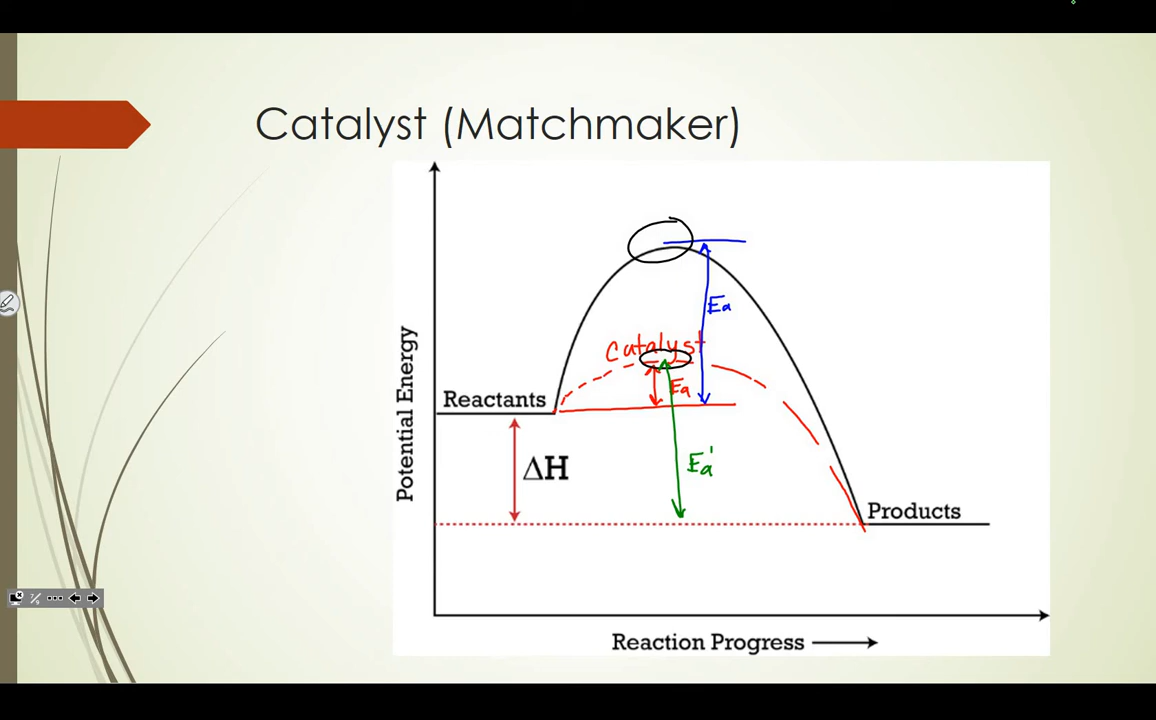 Catalyst (Matchmaker)
Ea
Catalyst
Ea
Reactants
Potential Energy
ΔH
Ea'
Products
Reaction Progress